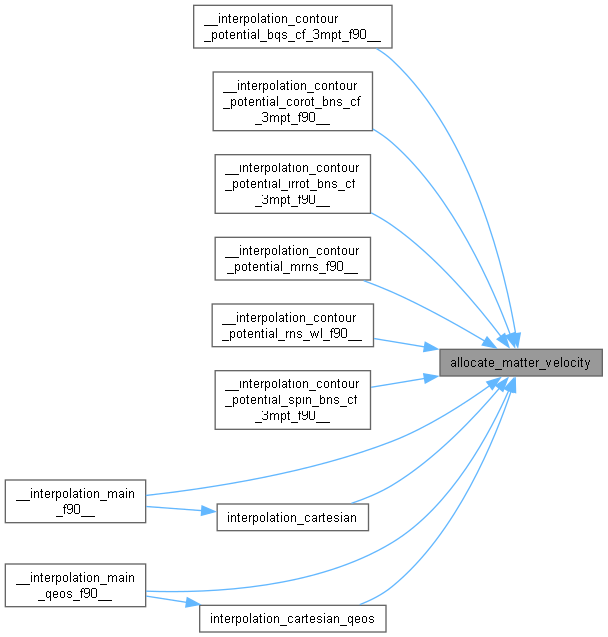 __interpolation_contour
_potential_bqs_cf_3mpt_f90__
__interpolation_contour
_potential_corot_bns_cf
_3mpt_f90__
__interpolation_contour
_potential_irrot_bns_cf
_3mpt_f90__
__interpolation_contour
_potential_mrns_f90__
__interpolation_contour
_potential_rns_wl_f90__
allocate_matter_velocity
__interpolation_contour
_potential_spin_bns_cf
_3mpt_f90__
__interpolation_main
_f90__
interpolation_cartesian
__interpolation_main
_qeos_f90__
interpolation_cartesian_qeos